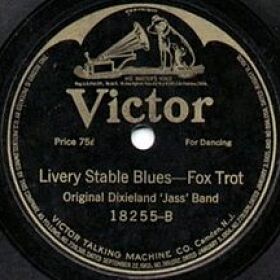 HIS MASTER'S VOICE
Victor
Price 75¢
For Dancing
Livery Stable Blues—Fox Trot
Original Dixieland 'Jass' Band
18255-B
VICTOR TALKING MACHINE CO. Camden, N.J.